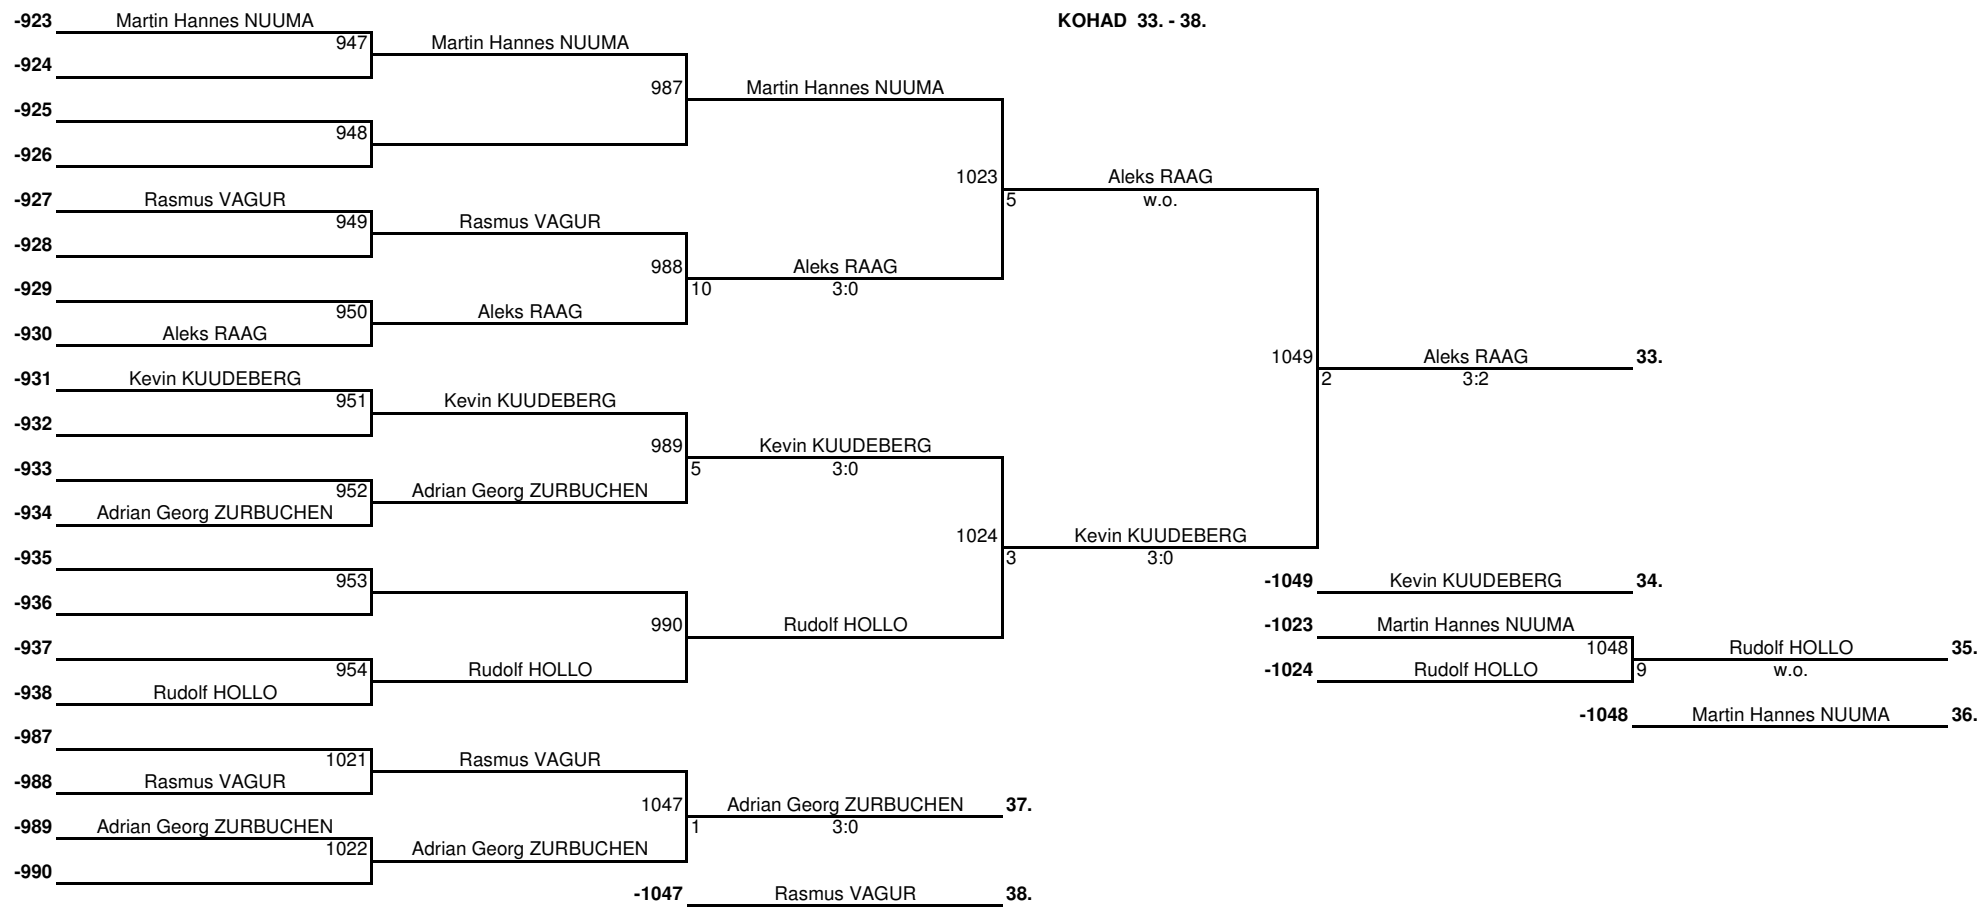 -923 Martin Hannes NUUMA KOHAD 33. - 38.
947 Martin Hannes NUUMA
-924
987 Martin Hannes NUUMA
-925
948
-926
1023 Aleks RAAG
-927 Rasmus VAGUR 5 w.o.
949 Rasmus VAGUR
-928
988 Aleks RAAG
-929 10 3:0
950 Aleks RAAG
-930 Aleks RAAG
1049 Aleks RAAG 33.
-931 Kevin KUUDEBERG 2 3:2
951 Kevin KUUDEBERG
-932
989 Kevin KUUDEBERG
-933 5 3:0
952 Adrian Georg ZURBUCHEN
-934 Adrian Georg ZURBUCHEN
1024 Kevin KUUDEBERG
-935 3 3:0
953 -1049 Kevin KUUDEBERG 34.
-936
990 Rudolf HOLLO -1023 Martin Hannes NUUMA
-937 1048 Rudolf HOLLO 35.
954 Rudolf HOLLO -1024 Rudolf HOLLO 9 w.o.
-938 Rudolf HOLLO
-1048 Martin Hannes NUUMA 36.
-987
1021 Rasmus VAGUR
-988 Rasmus VAGUR
1047 Adrian Georg ZURBUCHEN 37.
-989 Adrian Georg ZURBUCHEN 1 3:0
1022 Adrian Georg ZURBUCHEN
-990
-1047 Rasmus VAGUR 38.